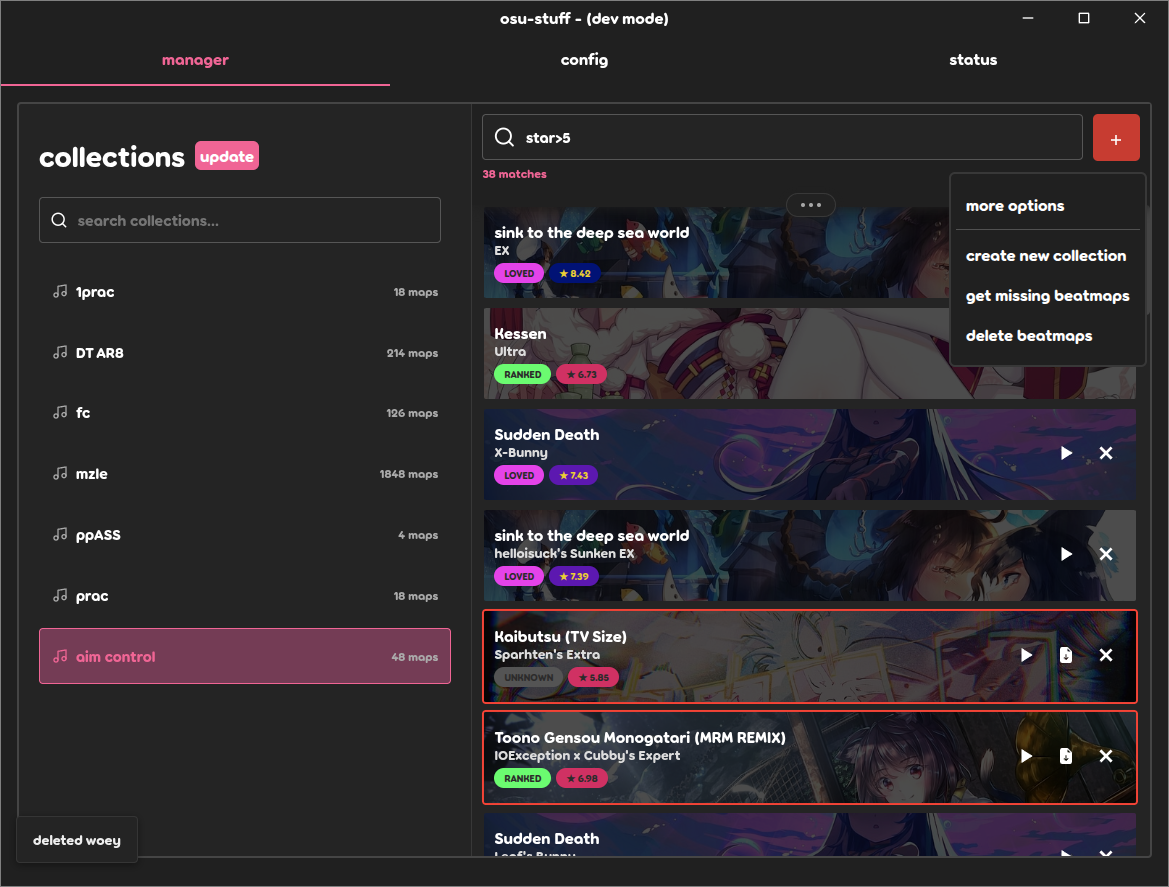 osu-stuff - (dev mode)
manager
config
status
collections
update
search collections...
1prac
18 maps
DT AR8
214 maps
fc
126 maps
mzle
1848 maps
ppASS
4 maps
prac
18 maps
aim control
48 maps
deleted woey
star>5
+
38 matches
more options
create new collection
get missing beatmaps
delete beatmaps
sink to the deep sea world
EX
LOVED
★ 8.42
Kessen
Ultra
RANKED
★ 6.73
Sudden Death
X-Bunny
LOVED
★ 7.43
sink to the deep sea world
helloisuck's Sunken EX
LOVED
★ 7.39
Kaibutsu (TV Size)
Sparhten's Extra
UNKNOWN
★ 5.85
Toono Gensou Monogatari (MRM REMIX)
IOException x Cubby's Expert
RANKED
★ 6.98
Sudden Death